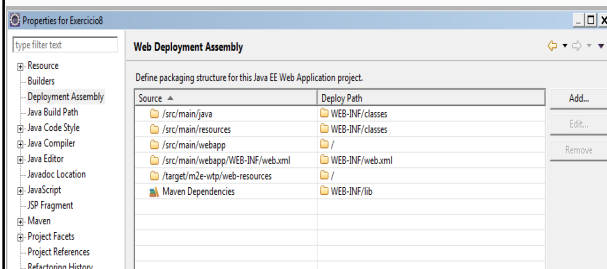 Properties for Exercicio8
type filter text
Web Deployment Assembly
Resource
Builders
Deployment Assembly
Java Build Path
Java Code Style
Java Compiler
Java Editor
Javadoc Location
JavaScript
JSP Fragment
Maven
Project Facets
Project References
Refactoring History
Define packaging structure for this Java EE Web Application project.
Source Deploy Path
/src/main/java WEB-INF/classes
/src/main/resources WEB-INF/classes
/src/main/webapp /
/src/main/webapp/WEB-INF/web.xml WEB-INF/web.xml
/target/m2e-wtp/web-resources /
Maven Dependencies WEB-INF/lib
Add...
Edit...
Remove